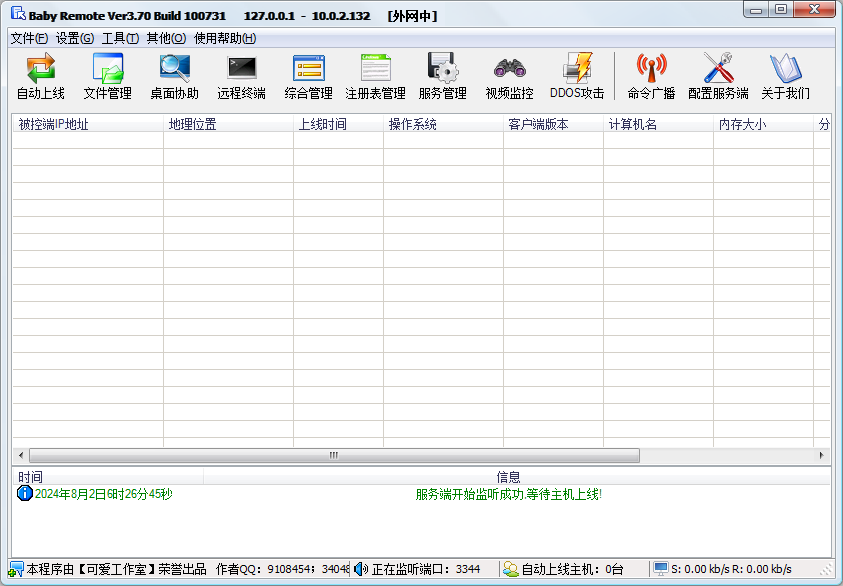 Baby Remote Ver3.70 Build 100731 127.0.0.1 - 10.0.2.132 [外网中]
文件(F) 设置(G) 工具(T) 其他(O) 使用帮助(H)
自动上线 文件管理 桌面协助 远程终端 综合管理 注册表管理 服务管理 视频监控 DDOS攻击 命令广播 配置服务端 关于我们
被控端IP地址 地理位置 上线时间 操作系统 客户端版本 计算机名 内存大小 分
时间 信息
2024年8月2日6时26分45秒 服务端开始监听成功.等待主机上线!
本程序由【可爱工作室】荣誉出品 作者QQ：9108454；34048 正在监听端口：3344 自动上线主机：0台 S: 0.00 kb/s R: 0.00 kb/s